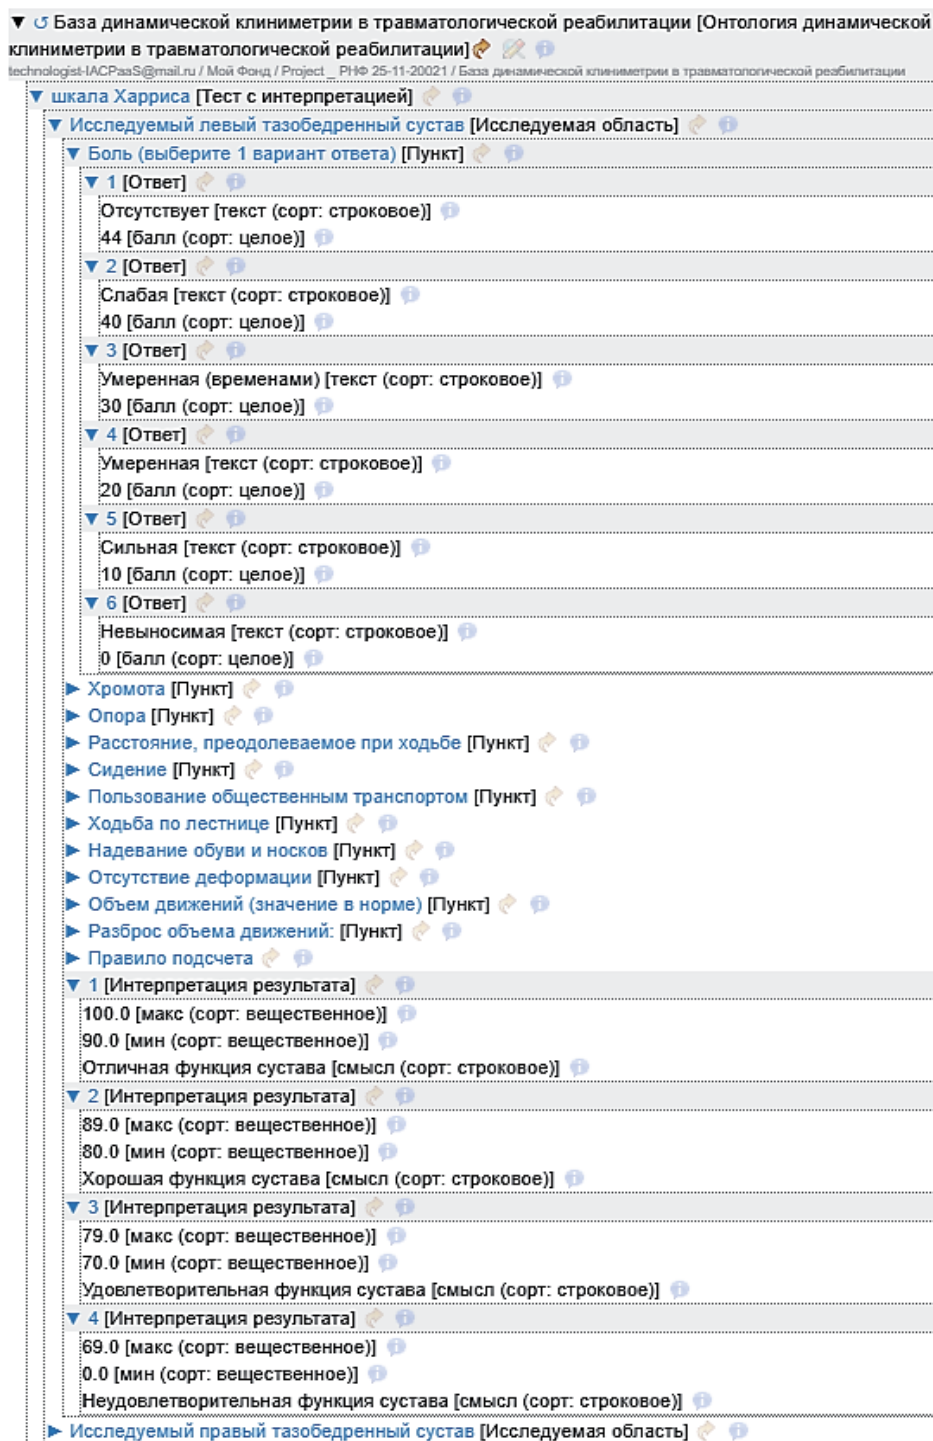 ▼ ↺ База динамической клиниметрии в травматологической реабилитации [Онтология динамической
клиниметрии в травматологической реабилитации]
technologist-IACPaaS@mail.ru / Мой Фонд / Project _ РНФ 25-11-20021 / База динамической клиниметрии в травматологической реабилитации
▼ шкала Харриса [Тест с интерпретацией]
▼ Исследуемый левый тазобедренный сустав [Исследуемая область]
▼ Боль (выберите 1 вариант ответа) [Пункт]
▼ 1 [Ответ]
Отсутствует [текст (сорт: строковое)]
44 [балл (сорт: целое)]
▼ 2 [Ответ]
Слабая [текст (сорт: строковое)]
40 [балл (сорт: целое)]
▼ 3 [Ответ]
Умеренная (временами) [текст (сорт: строковое)]
30 [балл (сорт: целое)]
▼ 4 [Ответ]
Умеренная [текст (сорт: строковое)]
20 [балл (сорт: целое)]
▼ 5 [Ответ]
Сильная [текст (сорт: строковое)]
10 [балл (сорт: целое)]
▼ 6 [Ответ]
Невыносимая [текст (сорт: строковое)]
0 [балл (сорт: целое)]
► Хромота [Пункт]
► Опора [Пункт]
► Расстояние, преодолеваемое при ходьбе [Пункт]
► Сидение [Пункт]
► Пользование общественным транспортом [Пункт]
► Ходьба по лестнице [Пункт]
► Надевание обуви и носков [Пункт]
► Отсутствие деформации [Пункт]
► Объем движений (значение в норме) [Пункт]
► Разброс объема движений: [Пункт]
► Правило подсчета
▼ 1 [Интерпретация результата]
100.0 [макс (сорт: вещественное)]
90.0 [мин (сорт: вещественное)]
Отличная функция сустава [смысл (сорт: строковое)]
▼ 2 [Интерпретация результата]
89.0 [макс (сорт: вещественное)]
80.0 [мин (сорт: вещественное)]
Хорошая функция сустава [смысл (сорт: строковое)]
▼ 3 [Интерпретация результата]
79.0 [макс (сорт: вещественное)]
70.0 [мин (сорт: вещественное)]
Удовлетворительная функция сустава [смысл (сорт: строковое)]
▼ 4 [Интерпретация результата]
69.0 [макс (сорт: вещественное)]
0.0 [мин (сорт: вещественное)]
Неудовлетворительная функция сустава [смысл (сорт: строковое)]
► Исследуемый правый тазобедренный сустав [Исследуемая область]